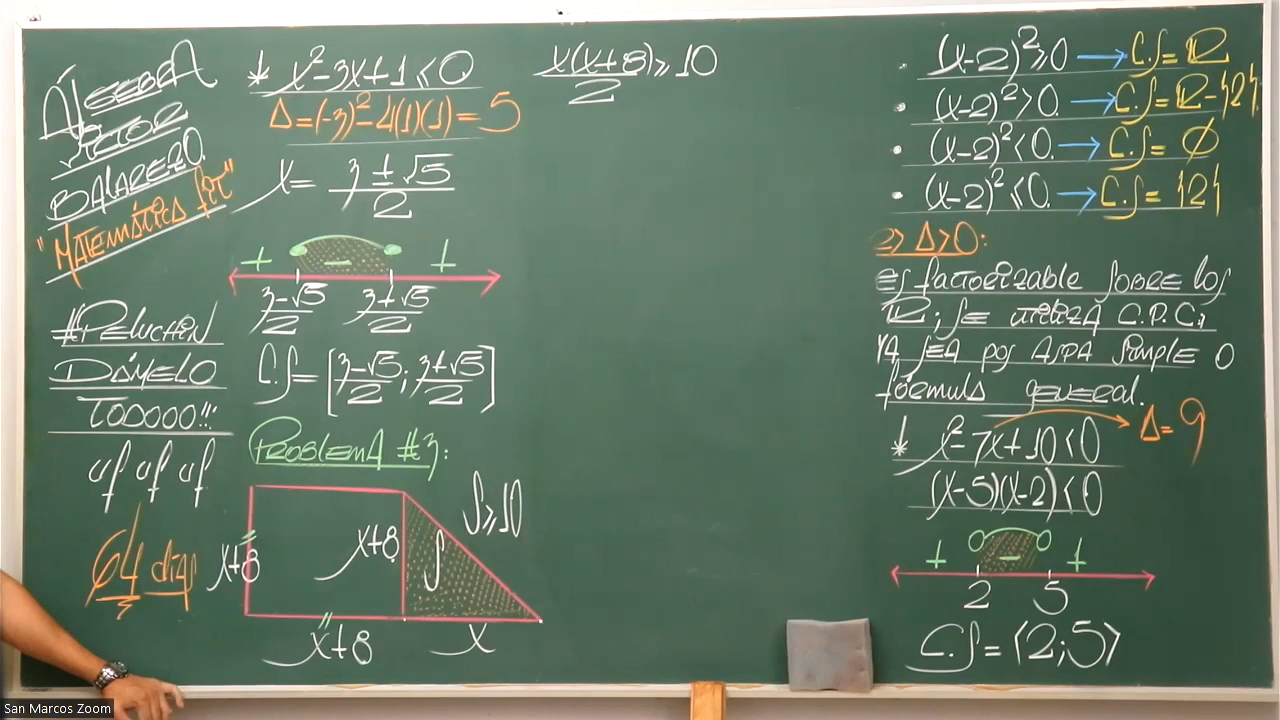 ÁLGEBRA
VÍCTOR
BALAREZO.
"MATEMÁTICA fit"
#PELUCHÍN
DÁMELO
TODOOO!!!
uf uf uf
64 días
* x²-3x+1≤0
Δ=(-3)²-4(1)(1)=5
x= 3±√5/2
+ - +
3-√5/2 3+√5/2
C.S=[3-√5/2; 3+√5/2]
PROBLEMA #3:
S≥10
x+8
x+8
S
x+8
x
x(x+8)≥10
2
• (x-2)²≥0 → C.S=ℝ
• (x-2)²>0. → C.S=ℝ-{2}.
• (x-2)²<0. → C.S= ∅
• (x-2)²≤0. → C.S= {2}
2> Δ>0:
Es factorizable sobre los
ℝ; se utiliza C.P.C.;
YA SEA por ASPA simple o
fórmula general.
* x²-7x+10<0 → Δ=9
(x-5)(x-2)<0
+ - +
2 5
C.S=⟨2;5⟩
San Marcos Zoom